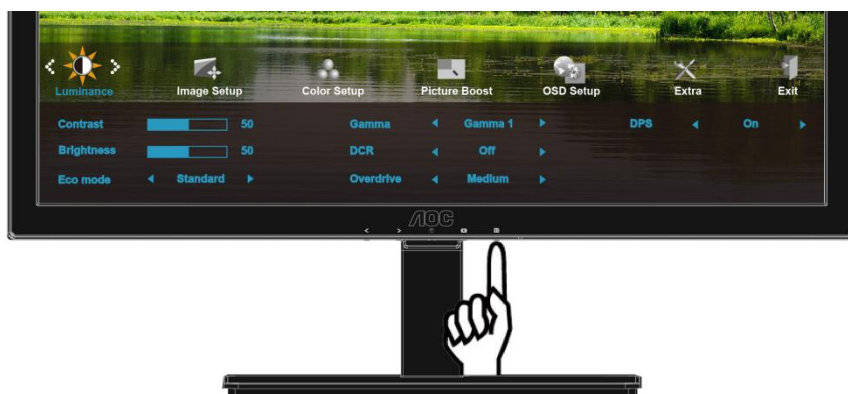 Luminance Image Setup Color Setup Picture Boost OSD Setup Extra Exit
Contrast 50 Gamma Gamma 1 DPS On
Brightness 50 DCR Off
Eco mode Standard Overdrive Medium
AOC